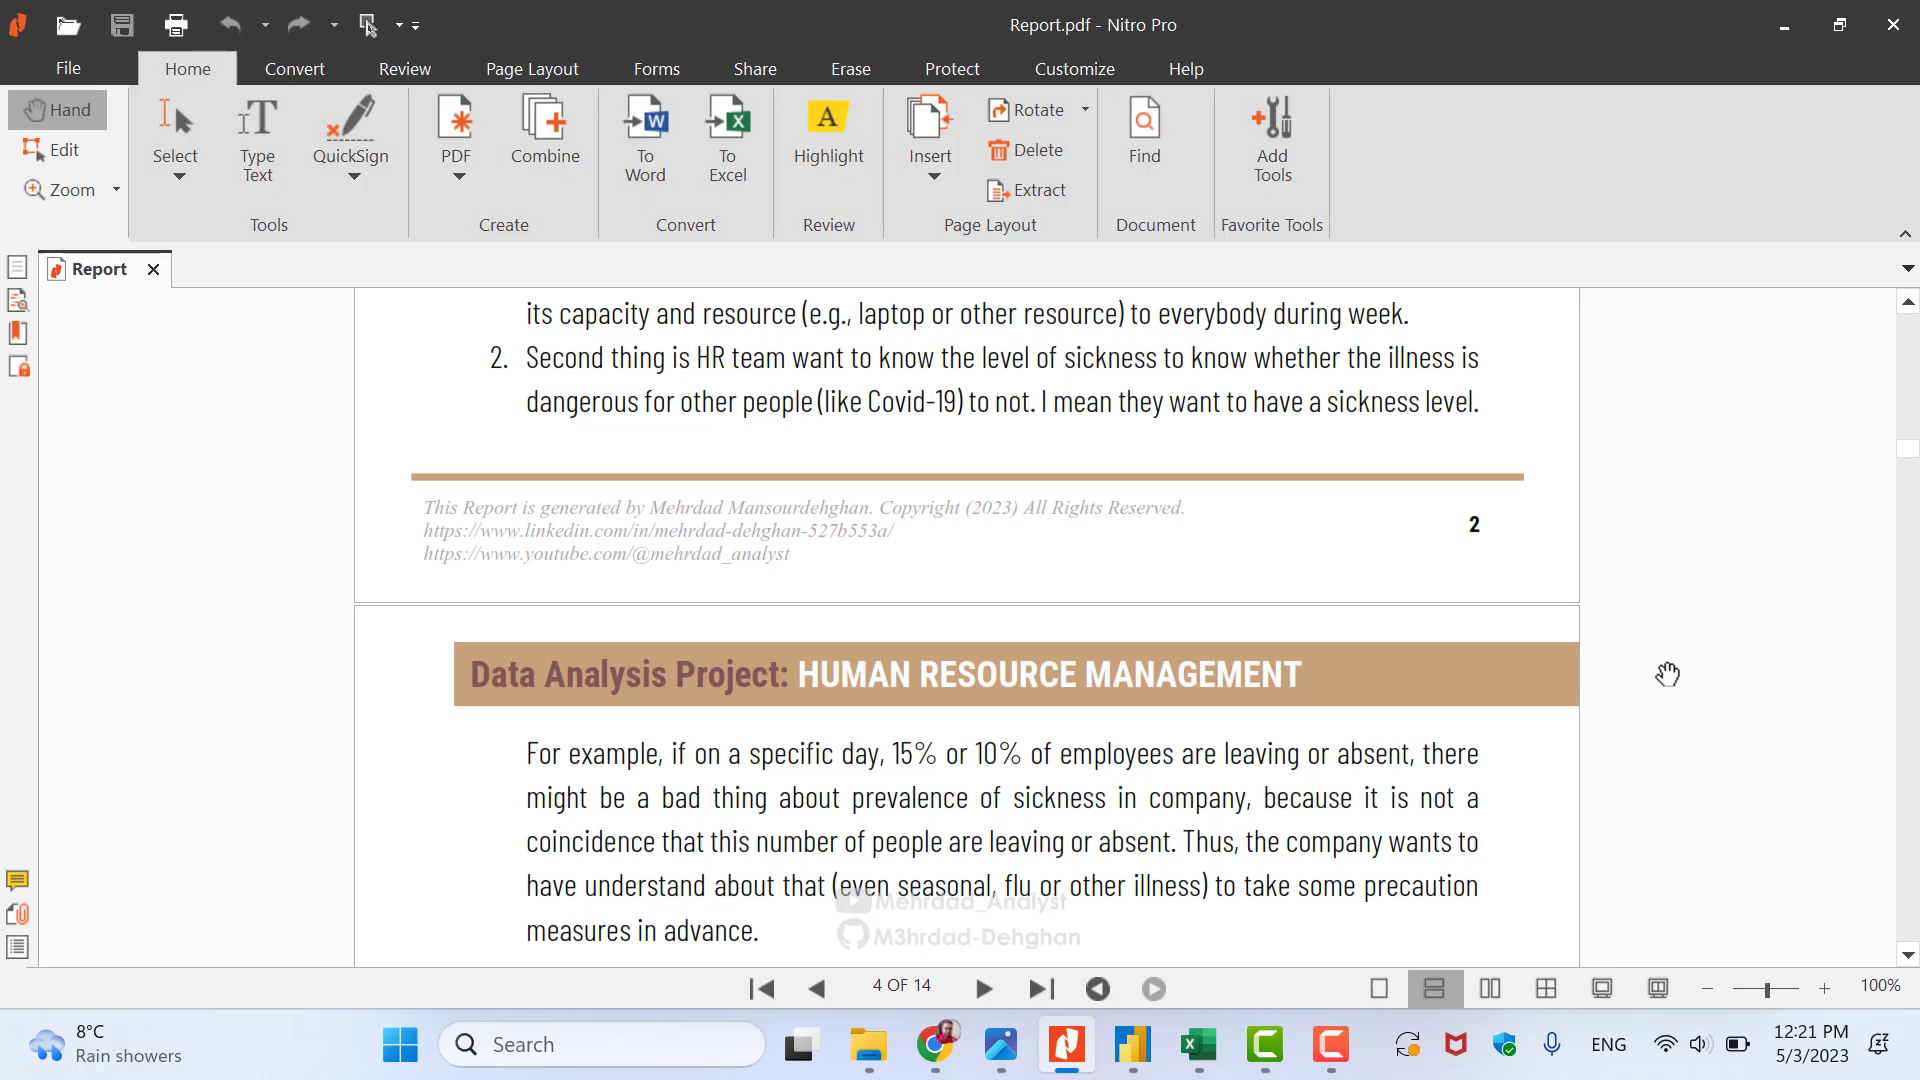 Report.pdf - Nitro Pro
File
Home
Convert
Review
Page Layout
Forms
Share
Erase
Protect
Customize
Help
Hand
Edit
Zoom
Select
Type
Text
QuickSign
Tools
PDF
Combine
Create
To
Word
To
Excel
Convert
A
Highlight
Review
Insert
Rotate
Delete
Extract
Page Layout
Find
Document
Add
Tools
Favorite Tools
Report
its capacity and resource (e.g., laptop or other resource) to everybody during week.
2. Second thing is HR team want to know the level of sickness to know whether the illness is
dangerous for other people (like Covid-19) to not. I mean they want to have a sickness level.
This Report is generated by Mehrdad Mansourdehghan. Copyright (2023) All Rights Reserved.
https://www.linkedin.com/in/mehrdad-dehghan-527b553a/
https://www.youtube.com/@mehrdad_analyst
2
Data Analysis Project: HUMAN RESOURCE MANAGEMENT
For example, if on a specific day, 15% or 10% of employees are leaving or absent, there
might be a bad thing about prevalence of sickness in company, because it is not a
coincidence that this number of people are leaving or absent. Thus, the company wants to
have understand about that (even seasonal, flu or other illness) to take some precaution
measures in advance.
Mehrdad_Analyst
M3hrdad-Dehghan
4 OF 14
100%
8°C
Rain showers
Search
ENG
12:21 PM
5/3/2023